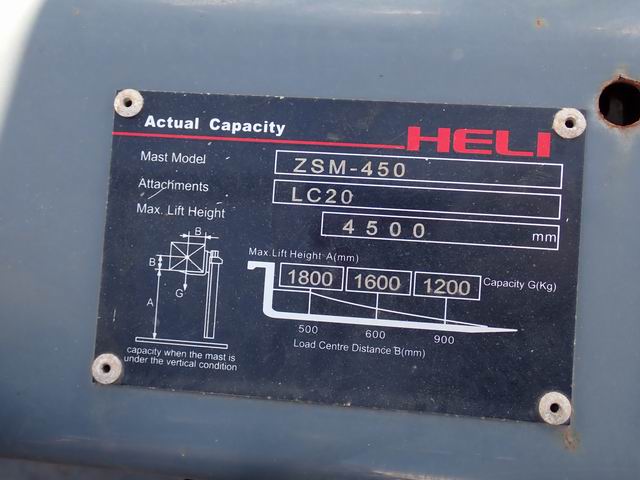 Actual Capacity
HELI
Mast Model ZSM-450
Attachments LC20
Max. Lift Height 4500 mm
B
B
G
A
Max.Lift Height A(mm)
1800 1600 1200 Capacity G(Kg)
500 600 900
Load Centre Distance B(mm)
capacity when the mast is
under the vertical condition